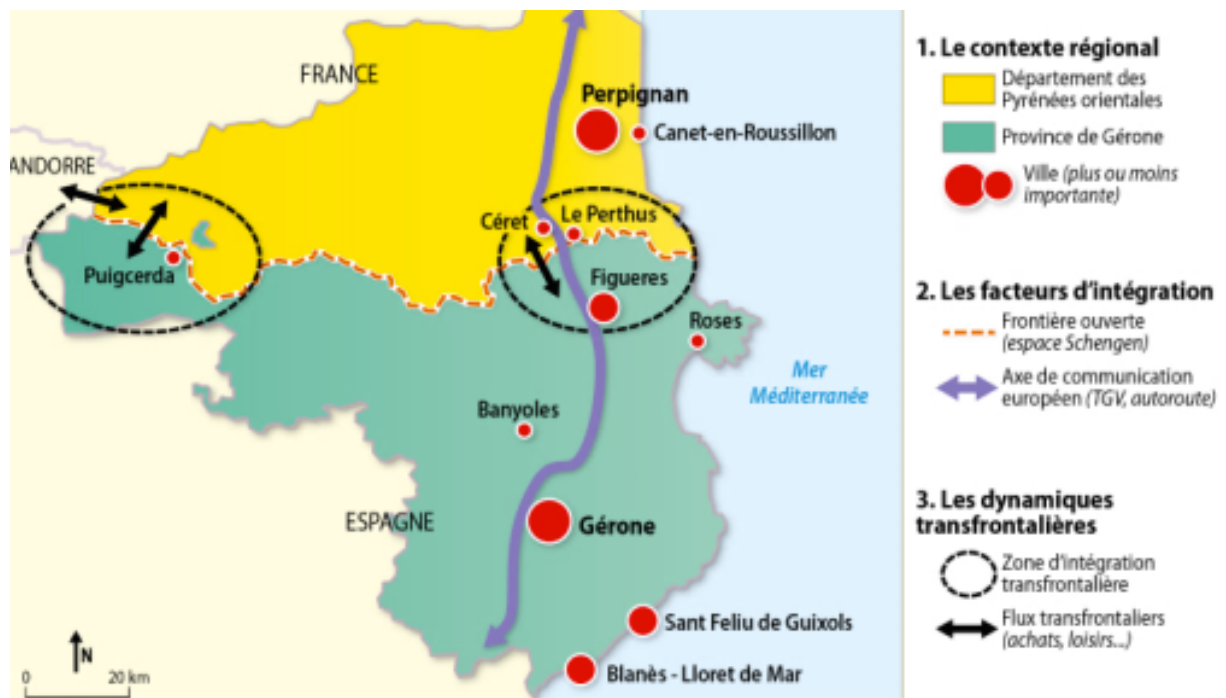 FRANCE
Perpignan
Canet-en-Roussillon
ANDORRE
Céret
Le Perthus
Puigcerda
Figueres
Roses
Mer
Méditerranée
Banyoles
ESPAGNE
Gérone
Sant Feliu de Guixols
Blanès - Lloret de Mar
N
0 20 km
1. Le contexte régional
Département des
Pyrénées orientales
Province de Gérone
Ville (plus ou moins
importante)
2. Les facteurs d'intégration
Frontière ouverte
(espace Schengen)
Axe de communication
européen (TGV, autoroute)
3. Les dynamiques
transfrontalières
Zone d'intégration
transfrontalière
Flux transfrontaliers
(achats, loisirs...)